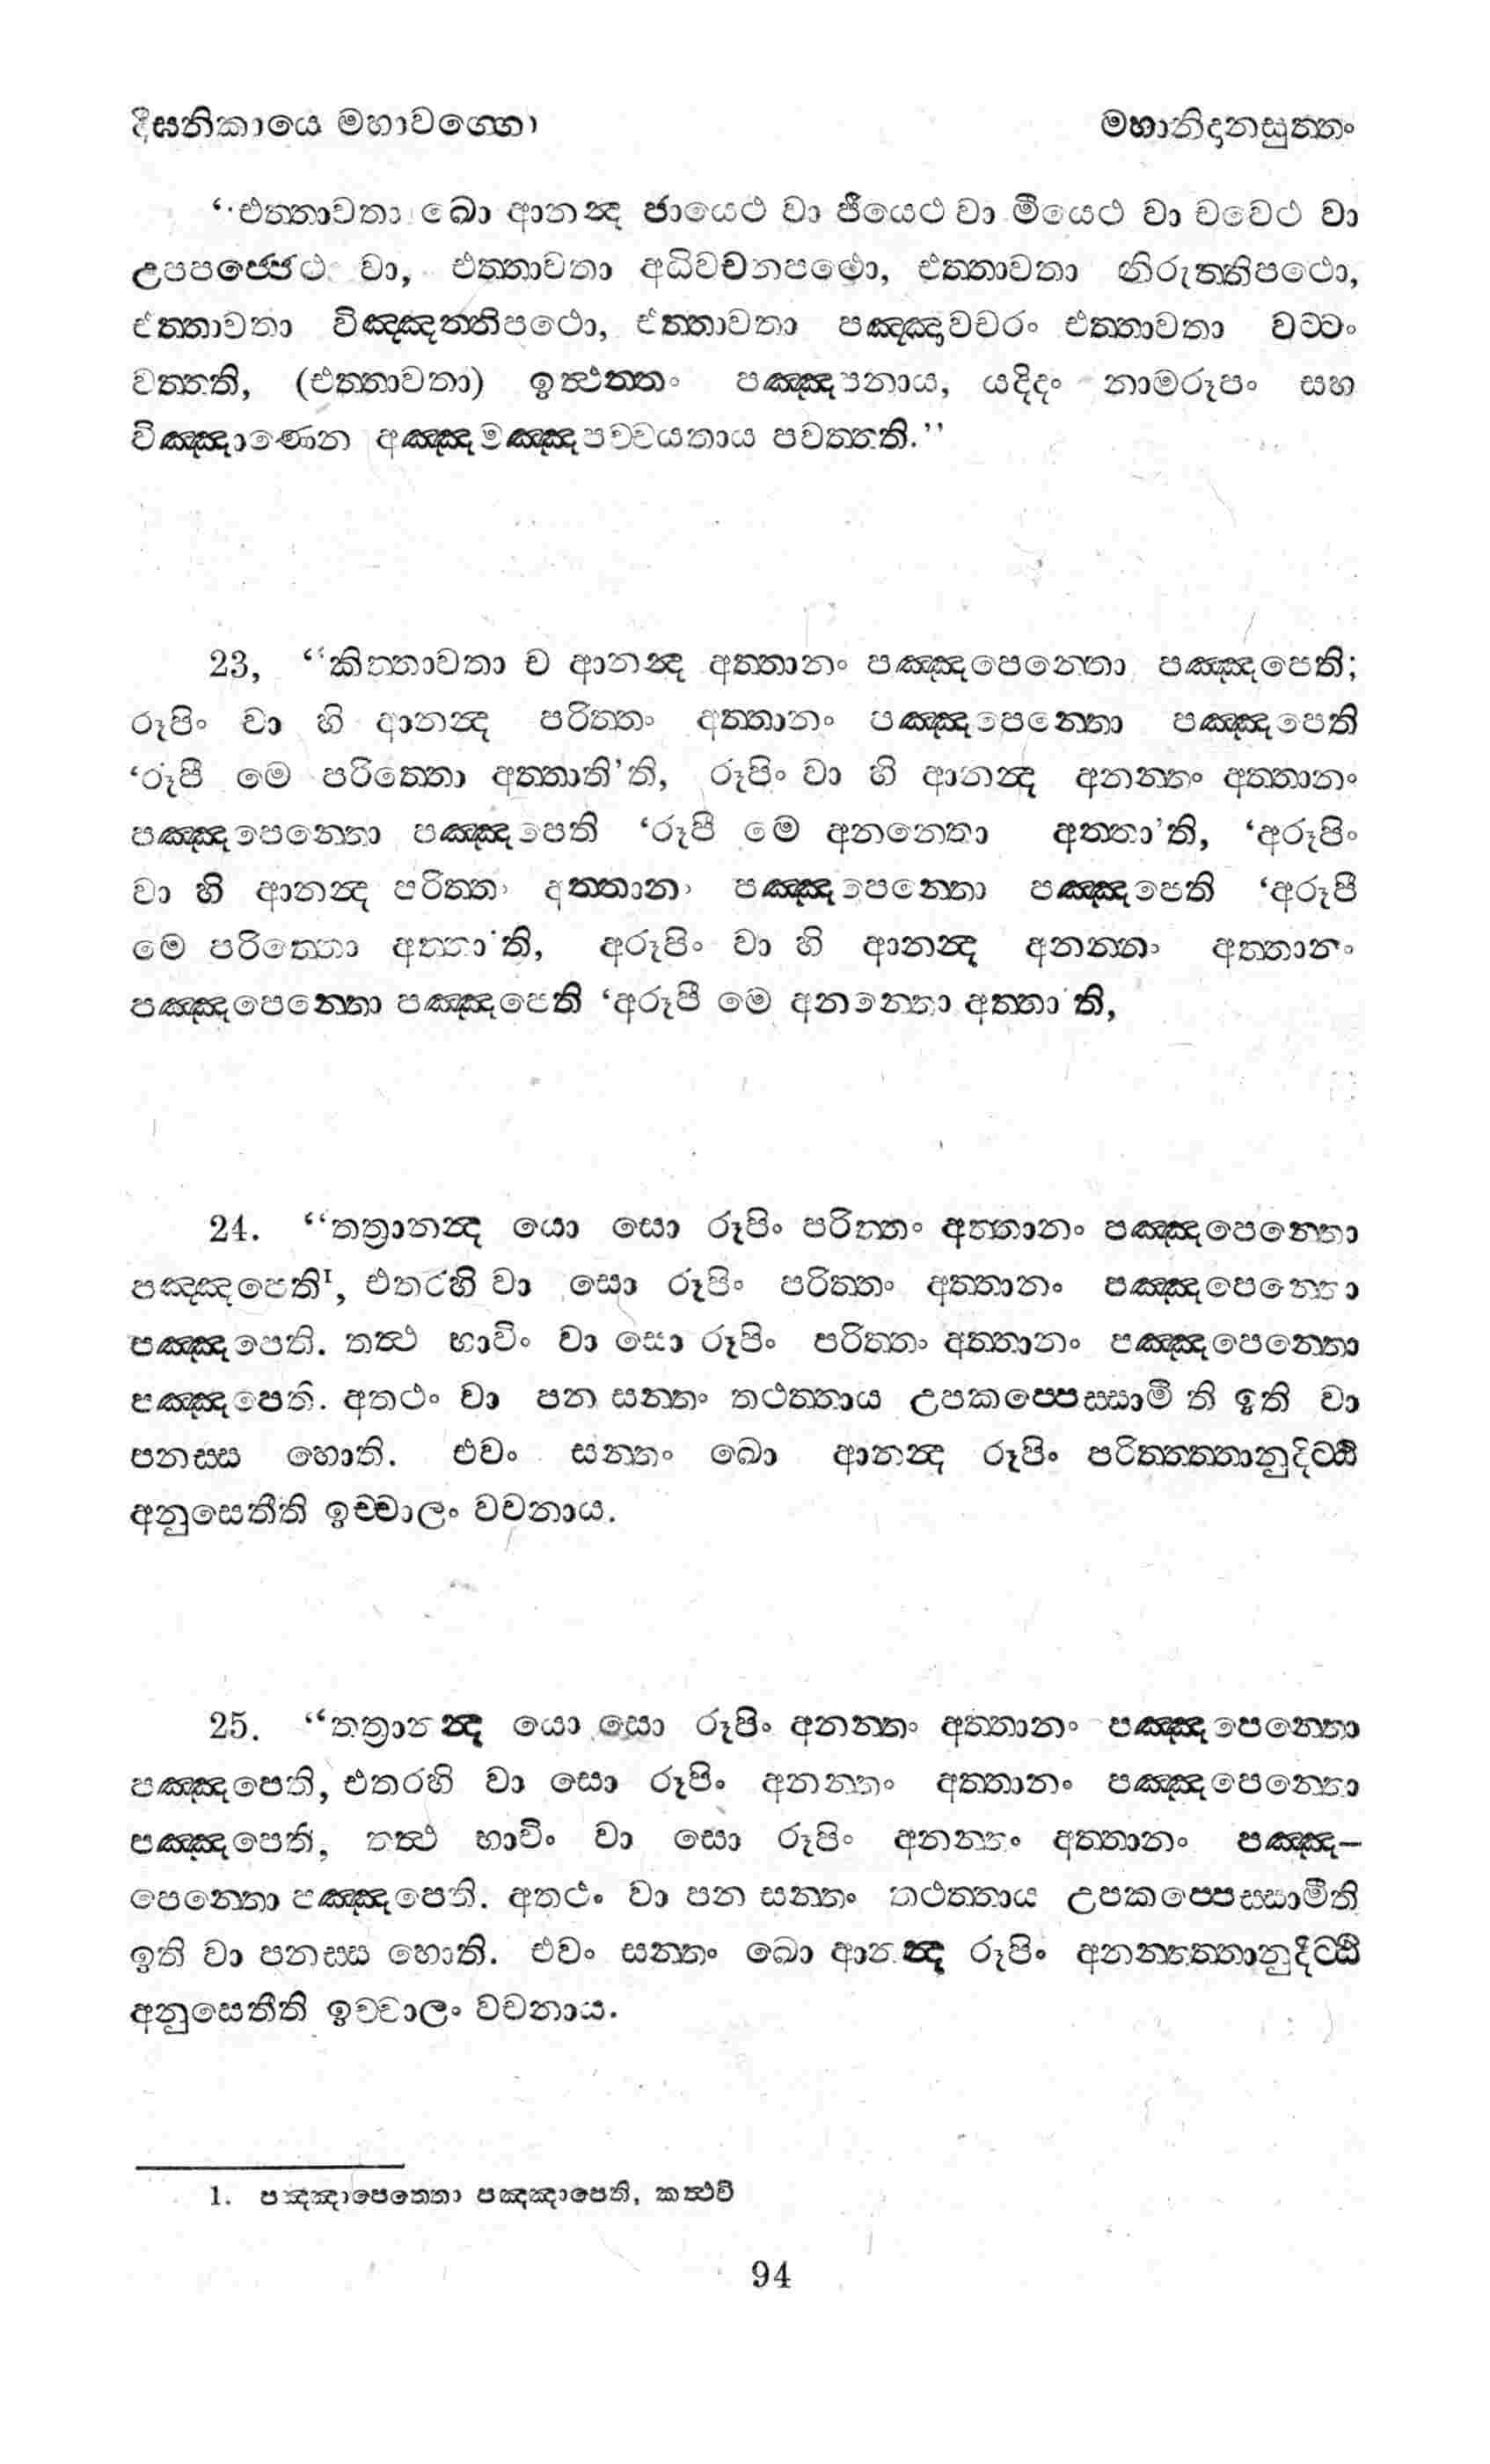 දීඝනිකායෙ මහාවග්ගො
මහානිදානසුත්තං
“එත්තාවතා ඛො ආනන්ද ජායෙථ වා ජීයෙථ වා මීයෙථ වා චවෙථ වා
උපපජ්ජෙථ වා, එත්තාවතා අධිවචනපථො, එත්තාවතා නිරුත්තිපථො,
එත්තාවතා විඤ්ඤත්තිපථො, එත්තාවතා පඤ්ඤාවචරං එත්තාවතා වට්ටං
වත්තති, (එත්තාවතා) ඉත්ථත්තං පඤ්ඤපනාය, යදිදං නාමරූපං සහ
විඤ්ඤාණෙන අඤ්ඤමඤ්ඤපච්චයතාය පවත්තති.”
23, “කිත්තාවතා ච ආනන්ද අත්තානං පඤ්ඤපෙන්තො පඤ්ඤපෙති;
රූපිං වා හි ආනන්ද පරිත්තං අත්තානං පඤ්ඤපෙන්තො පඤ්ඤපෙති
‘රූපී මෙ පරිත්තො අත්තාති’ති, රූපිං වා හි ආනන්ද අනන්තං අත්තානං
පඤ්ඤපෙන්තො පඤ්ඤපෙති ‘රූපී මෙ අනන්තො අත්තා’ති, ‘අරූපිං
වා හි ආනන්ද පරිත්තං අත්තානං පඤ්ඤපෙන්තො පඤ්ඤපෙති ‘අරූපී
මෙ පරිත්තො අත්තා’ති, අරූපිං වා හි ආනන්ද අනන්තං අත්තානං
පඤ්ඤපෙන්තො පඤ්ඤපෙති ‘අරූපී මෙ අනන්තො අත්තා’ති,
24. “තත්‍රානන්ද යො සො රූපිං පරිත්තං අත්තානං පඤ්ඤපෙන්තො
පඤ්ඤපෙති¹, එතරහි වා සො රූපිං පරිත්තං අත්තානං පඤ්ඤපෙන්තො
පඤ්ඤපෙති. තත්ථ භාවිං වා සො රූපිං පරිත්තං අත්තානං පඤ්ඤපෙන්තො
පඤ්ඤපෙති. අතථං වා පන සන්තං තථත්තාය උපකප්පෙස්සාමී ති ඉති වා
පනස්ස හොති. එවං සන්තං ඛො ආනන්ද රූපිං පරිත්තත්තානුදිට්ඨි
අනුසෙතීති ඉච්චාලං වචනාය.
25. “තත්‍රානන්ද යො සො රූපිං අනන්තං අත්තානං පඤ්ඤපෙන්තො
පඤ්ඤපෙති, එතරහි වා සො රූපිං අනන්තං අත්තානං පඤ්ඤපෙන්තො
පඤ්ඤපෙති, තත්ථ භාවිං වා සො රූපිං අනන්තං අත්තානං පඤ්ඤ–
පෙන්තො පඤ්ඤපෙති. අතථං වා පන සන්තං තථත්තාය උපකප්පෙස්සාමීති
ඉති වා පනස්ස හොති. එවං සන්තං ඛො ආනන්ද රූපිං අනන්තත්තානුදිට්ඨි
අනුසෙතීති ඉච්චාලං වචනාය.
1. පඤ්ඤාපෙන්තො පඤ්ඤාපෙති, කත්ථචි
94